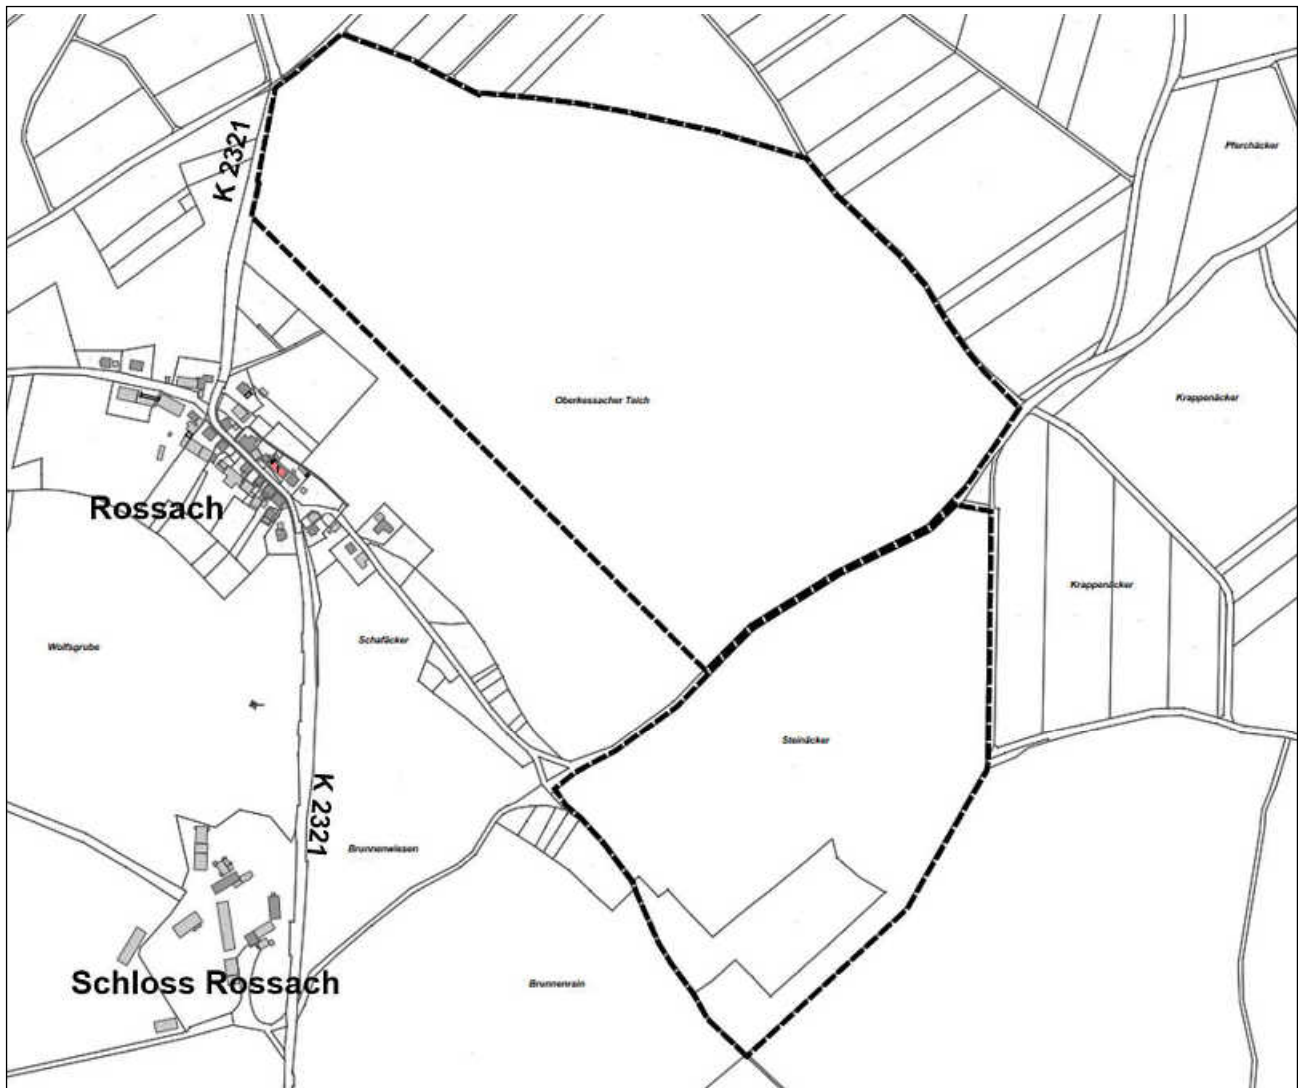 K 2321
Pferchäcker
Oberkessacher Teich
Krappenäcker
Rossach
Krappenäcker
Schafäcker
Wolfsgrube
Steinäcker
K 2321
Brunnenwiesen
Schloss Rossach
Brunnenrain